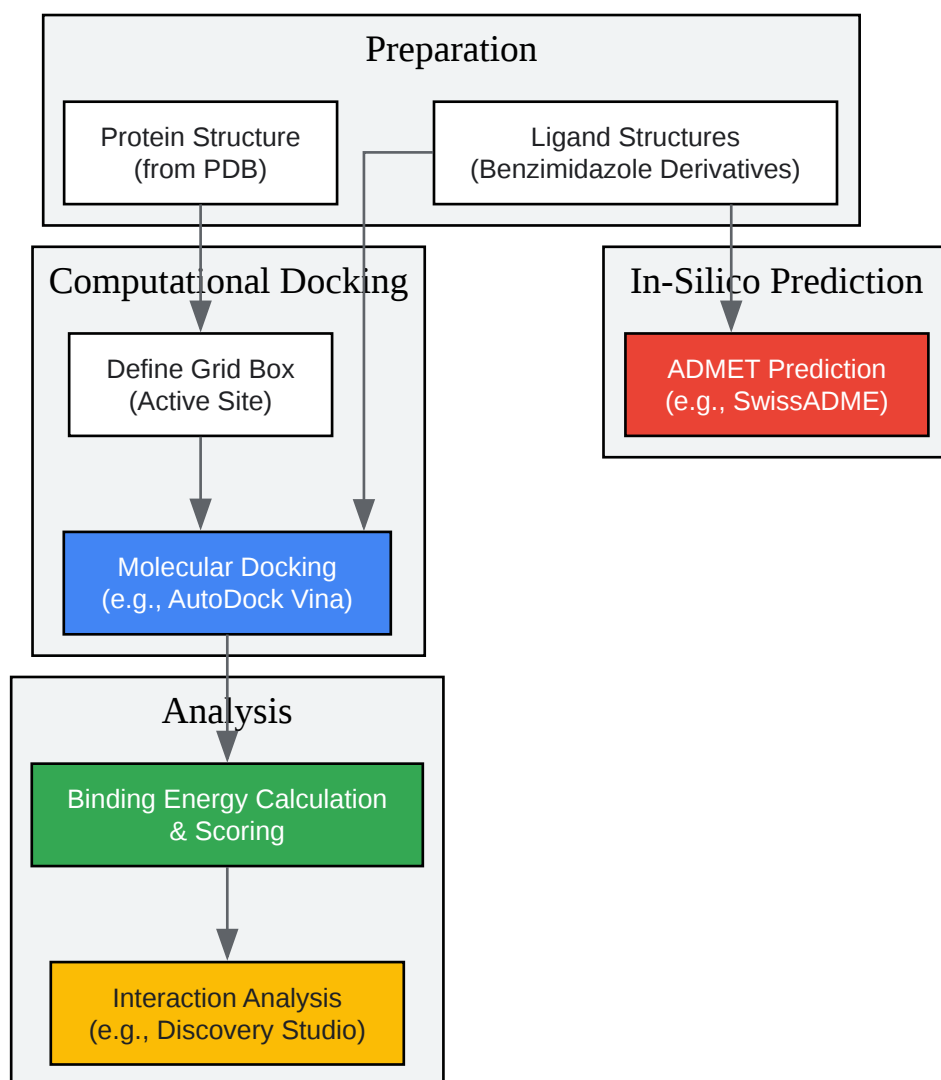 Preparation
Protein Structure
(from PDB)
Ligand Structures
(Benzimidazole Derivatives)
Computational Docking
In-Silico Prediction
Define Grid Box
(Active Site)
ADMET Prediction
(e.g., SwissADME)
Molecular Docking
(e.g., AutoDock Vina)
Analysis
Binding Energy Calculation
& Scoring
Interaction Analysis
(e.g., Discovery Studio)